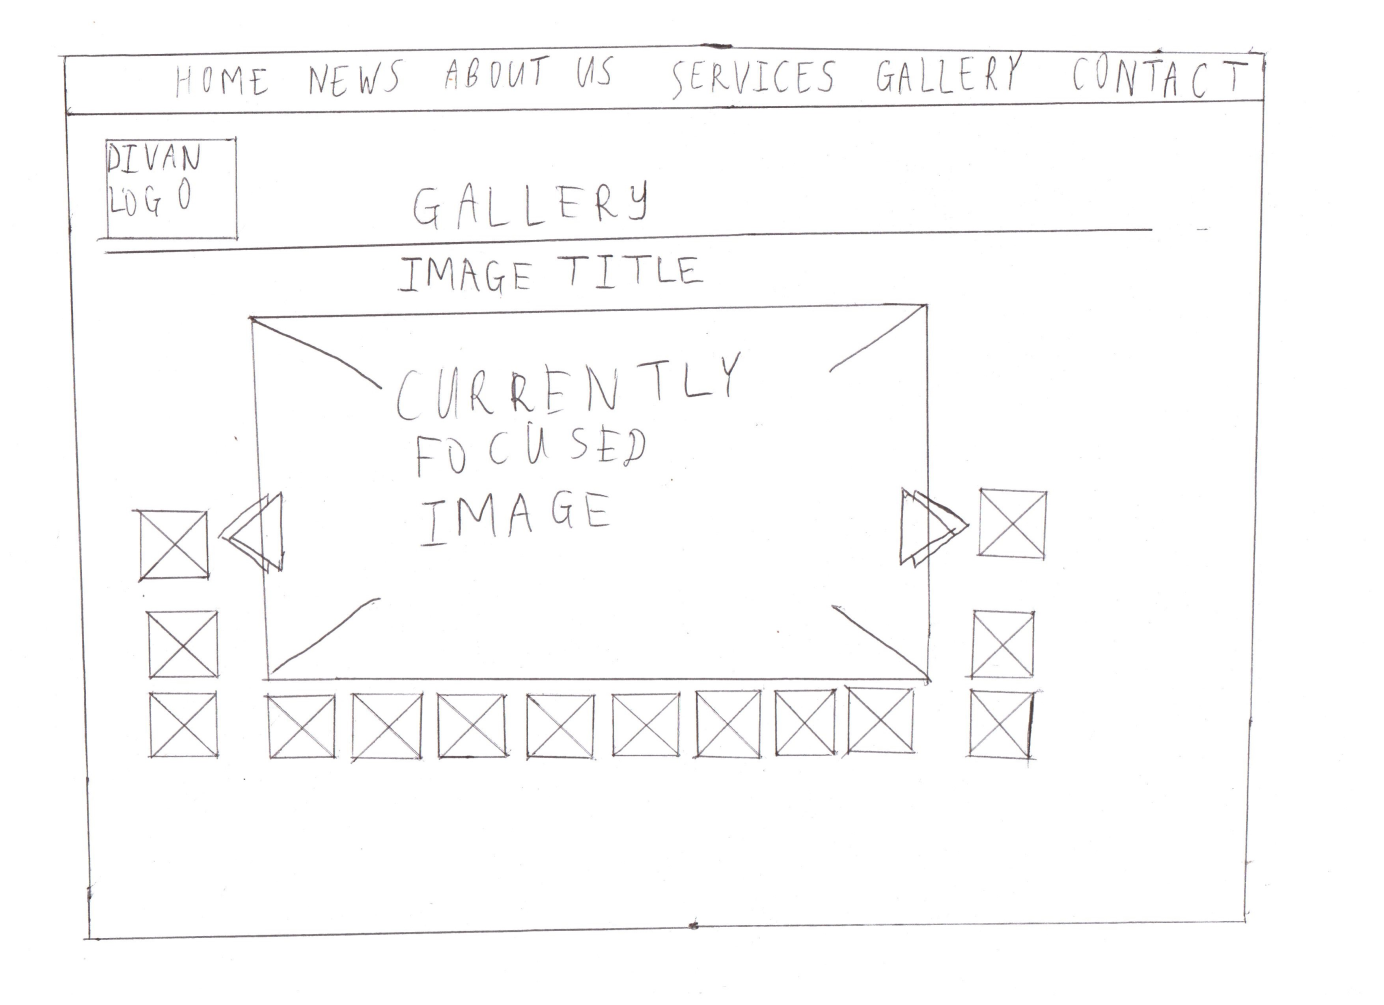 HOME NEWS ABOUT US SERVICES GALLERY CONTACT
DIVAN
LOGO
GALLERY
IMAGE TITLE
CURRENTLY
FOCUSED
IMAGE